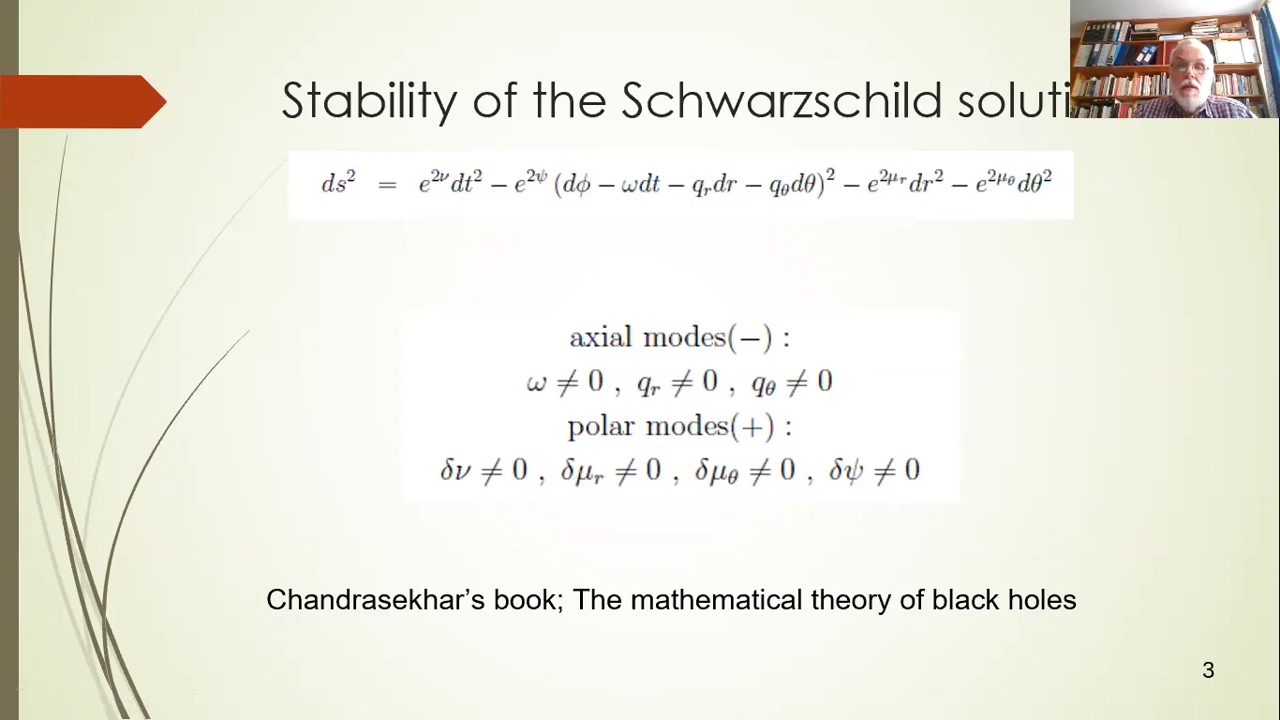 Stability of the Schwarzschild soluti
ds² = e^{2ν}dt² − e^{2ψ} (dϕ − ωdt − q_r dr − q_θ dθ)² − e^{2μ_r}dr² − e^{2μ_θ}dθ²
axial modes(−) :
ω ≠ 0 , q_r ≠ 0 , q_θ ≠ 0
polar modes(+) :
δν ≠ 0 , δμ_r ≠ 0 , δμ_θ ≠ 0 , δψ ≠ 0
Chandrasekhar’s book; The mathematical theory of black holes
3